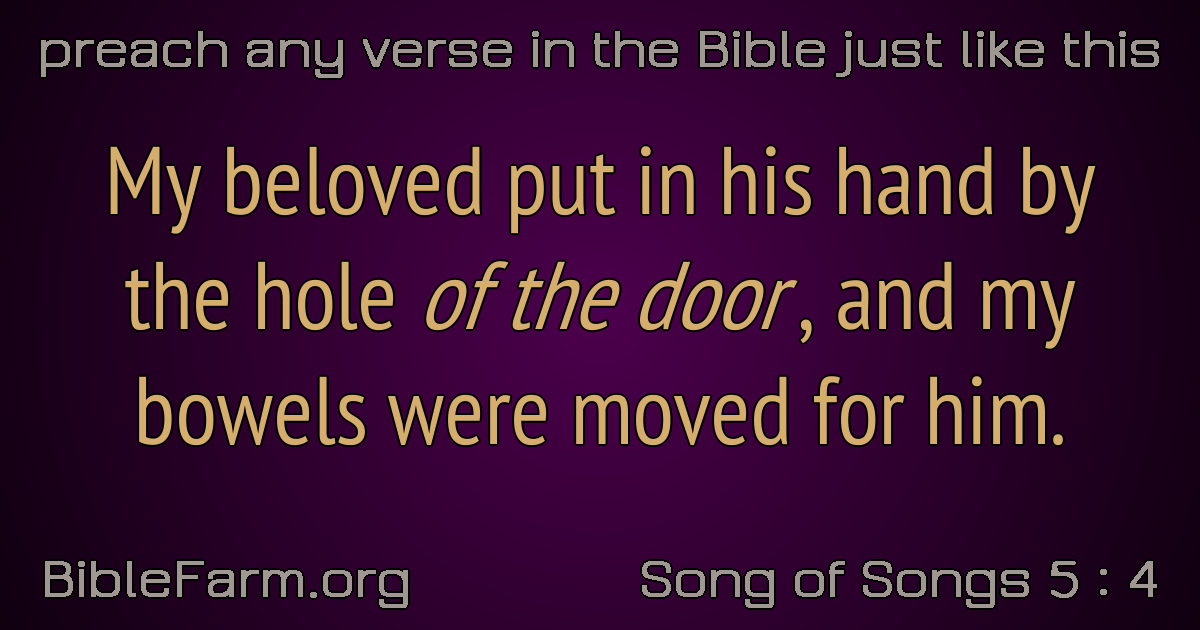 preach any verse in the Bible just like this
My beloved put in his hand by
the hole of the door, and my
bowels were moved for him.
BibleFarm.org
Song of Songs 5 : 4